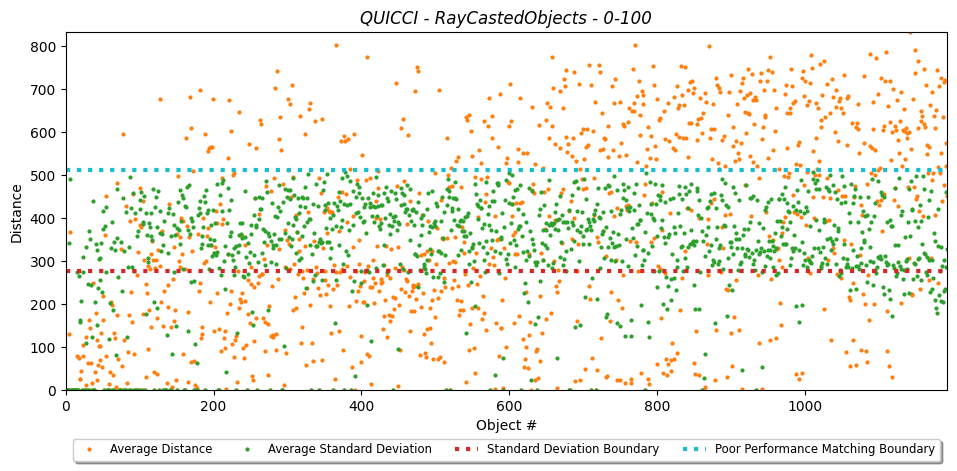 QUICCI - RayCastedObjects - 0-100
800
700
600
500
400
300
200
100
0
Distance
0 200 400 600 800 1000
Object #
Average Distance Average Standard Deviation Standard Deviation Boundary Poor Performance Matching Boundary